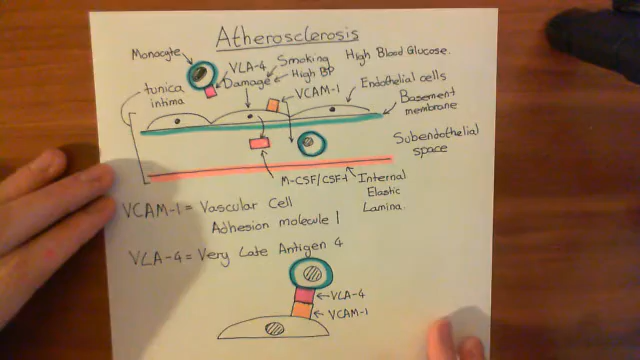 Atherosclerosis
Monocyte
VLA-4
Smoking
High Blood Glucose.
Damage
High BP
VCAM-1
Endothelial cells
tunica
intima
Basement
membrane
Subendothelial
space
M-CSF/CSF-1
Internal
Elastic
Lamina.
VCAM-1 = Vascular Cell
Adhesion molecule 1
VLA-4 = Very Late Antigen 4
VLA-4
VCAM-1